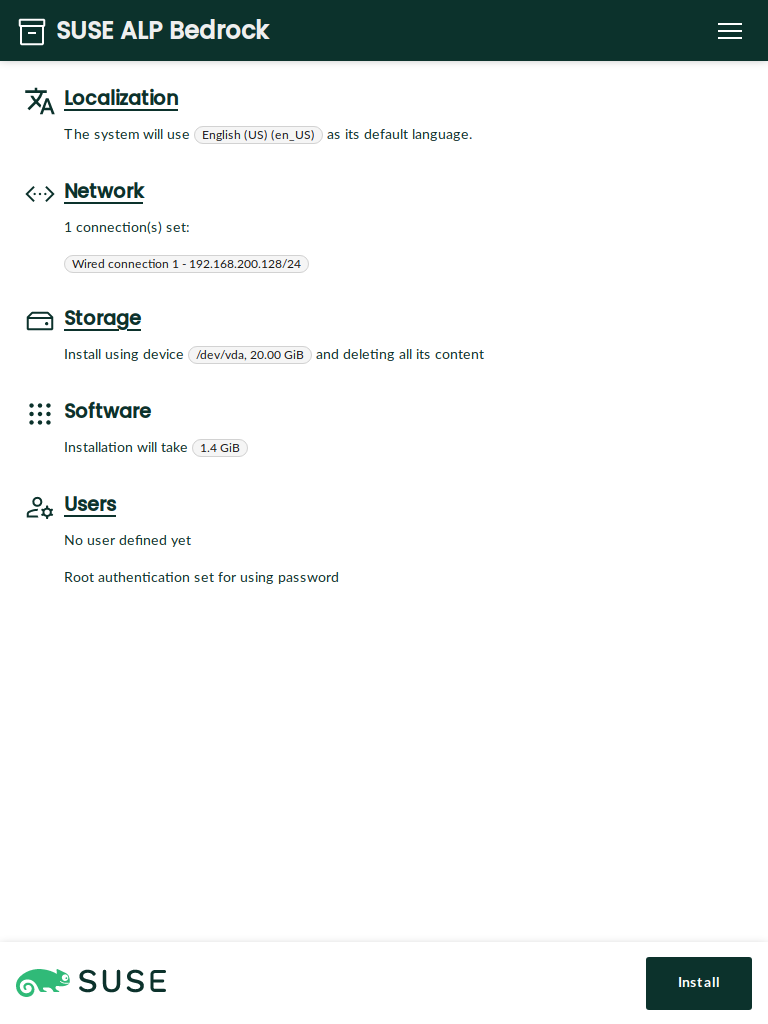 SUSE ALP Bedrock
Localization
The system will use English (US) (en_US) as its default language.
Network
1 connection(s) set:
Wired connection 1 - 192.168.200.128/24
Storage
Install using device /dev/vda, 20.00 GiB and deleting all its content
Software
Installation will take 1.4 GiB
Users
No user defined yet
Root authentication set for using password
SUSE
Install